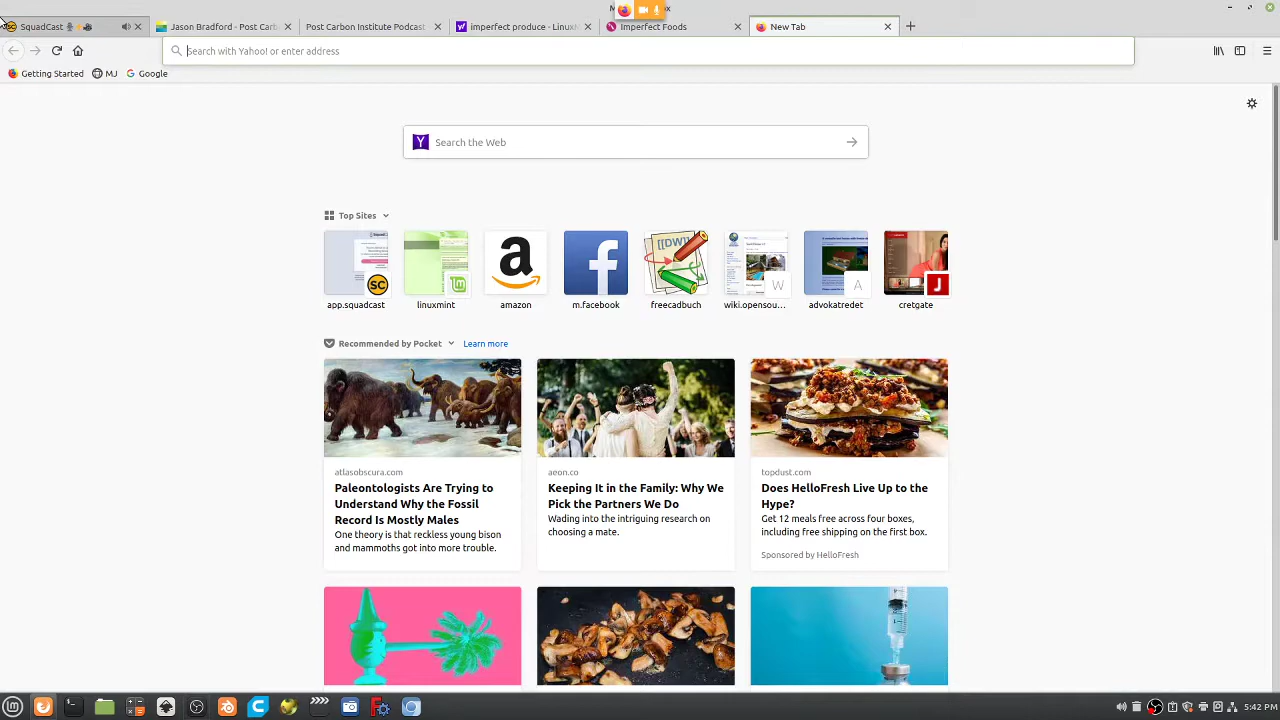 SquadCast
Jason Bradford - Post Carb
Post Carbon Institute Podcast
imperfect produce - LinuxM
Imperfect Foods
New Tab
Search with Yahoo! or enter address
Getting Started
MJ
Google
Search the Web
Top Sites
app.squadcast
linuxmint
amazon
m.facebook
freecadbuch
wiki.opensou...
advokatredet
cretgate
Recommended by Pocket
Learn more
atlasobscura.com
Paleontologists Are Trying to
Understand Why the Fossil
Record Is Mostly Males
One theory is that reckless young bison
and mammoths got into more trouble.
aeon.co
Keeping It in the Family: Why We
Pick the Partners We Do
Wading into the intriguing research on
choosing a mate.
topdust.com
Does HelloFresh Live Up to the
Hype?
Get 12 meals free across four boxes,
including free shipping on the first box.
Sponsored by HelloFresh
5:42 PM